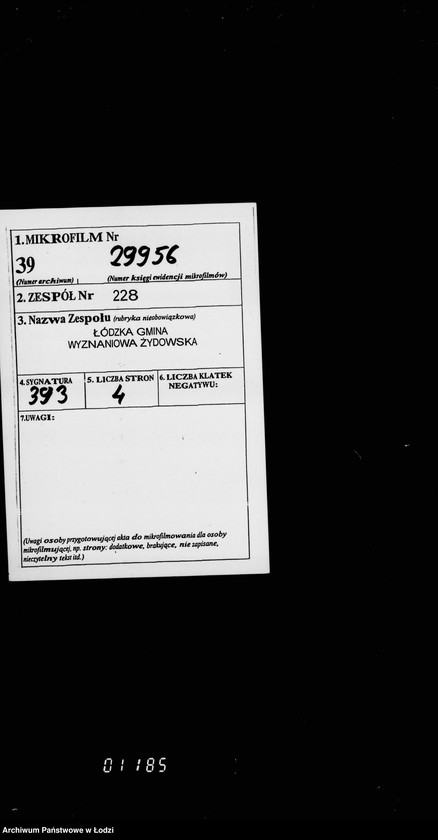 1.MIKROFILM Nr
39 29956
(Numer archiwum) (Numer księgi ewidencji mikrofilmów)
2. ZESPÓŁ Nr 228
3. Nazwa Zespołu (rubryka nieobowiązkowa)
ŁÓDZKA GMINA
WYZNANIOWA ŻYDOWSKA
4. SYGNATURA 5. LICZBA STRON 6. LICZBA KLATEK
NEGATYWU:
393 4
7.UWAGI:
(Uwagi osoby przygotowującej akta do mikrofilmowania dla osoby
mikrofilmującej, np. strony: dodatkowe, brakujące, nie zapisane,
nieczytelny tekst itd.)
01185
Archiwum Państwowe w Łodzi